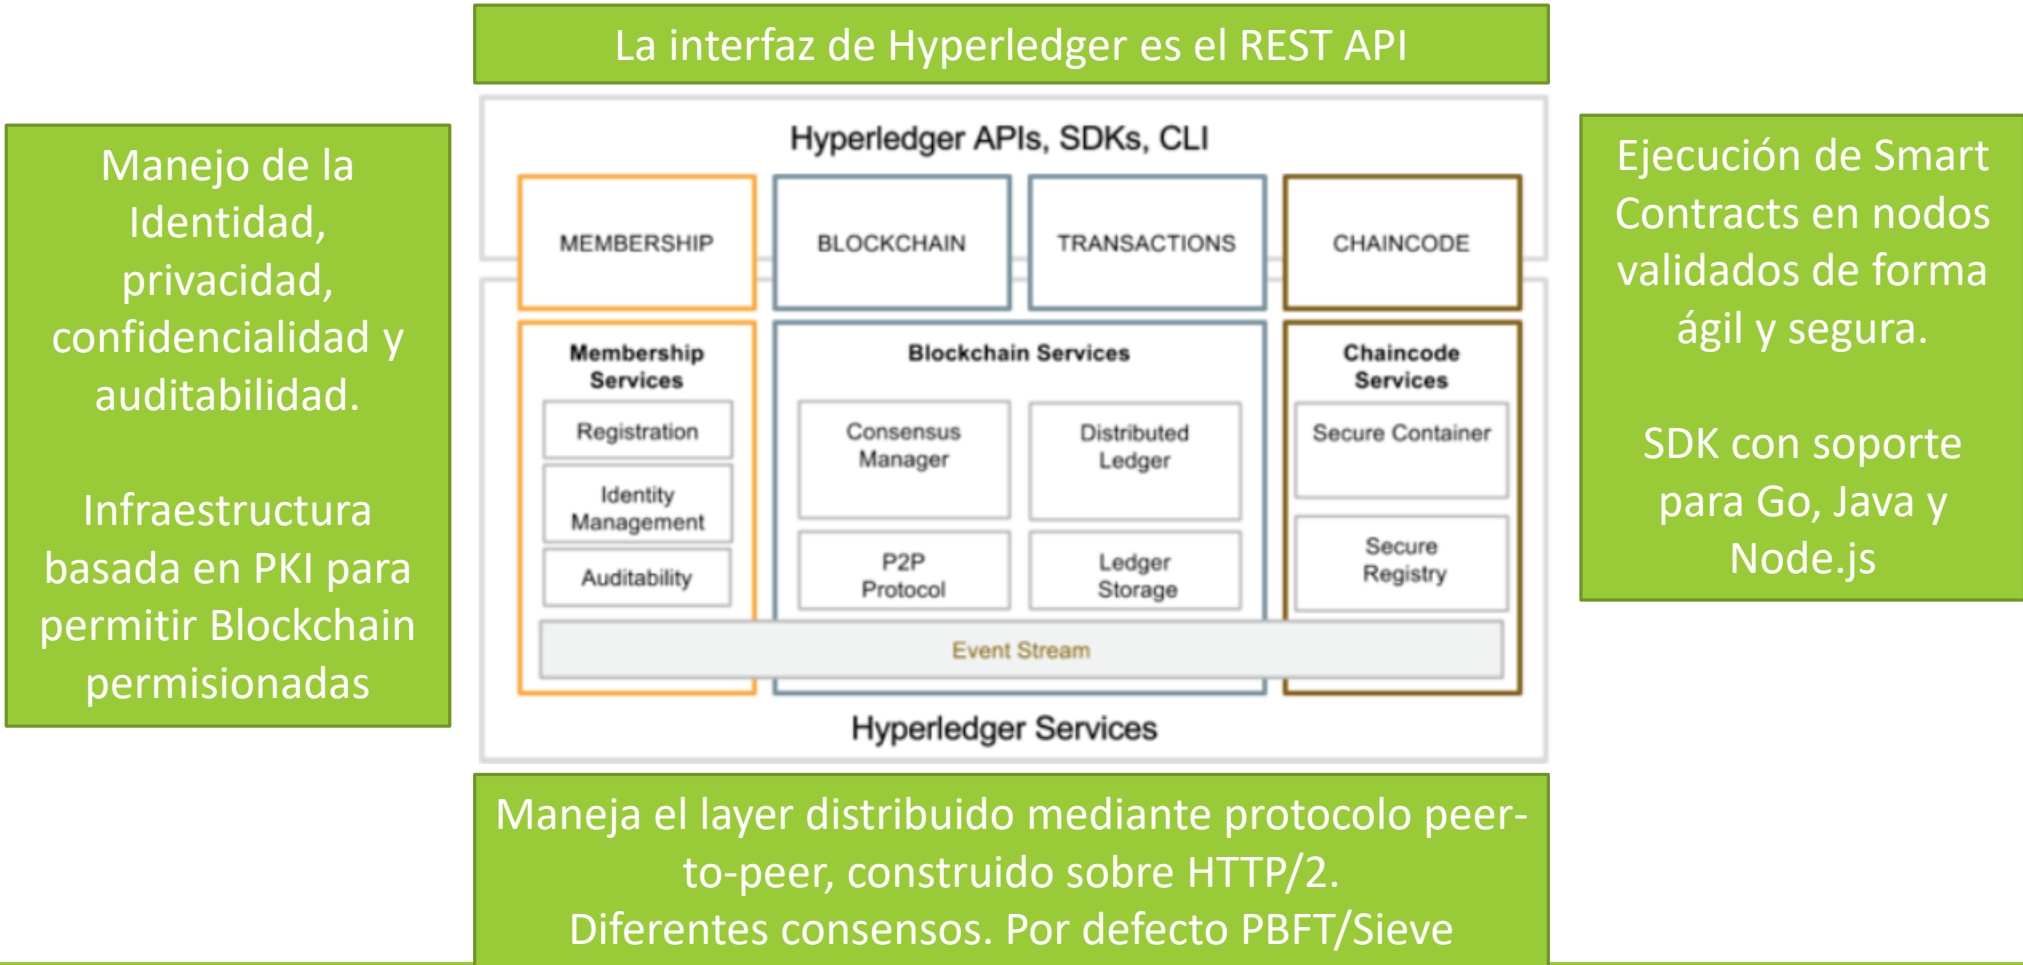 La interfaz de Hyperledger es el REST API
Manejo de la
Identidad,
privacidad,
confidencialidad y
auditabilidad.
Infraestructura
basada en PKI para
permitir Blockchain
permisionadas
Hyperledger APIs, SDKs, CLI
MEMBERSHIP
BLOCKCHAIN
TRANSACTIONS
CHAINCODE
Membership
Services
Registration
Identity
Management
Auditability
Blockchain Services
Consensus
Manager
Distributed
Ledger
P2P
Protocol
Ledger
Storage
Chaincode
Services
Secure Container
Secure
Registry
Event Stream
Hyperledger Services
Ejecución de Smart
Contracts en nodos
validados de forma
ágil y segura.
SDK con soporte
para Go, Java y
Node.js
Maneja el layer distribuido mediante protocolo peer-
to-peer, construido sobre HTTP/2.
Diferentes consensos. Por defecto PBFT/Sieve